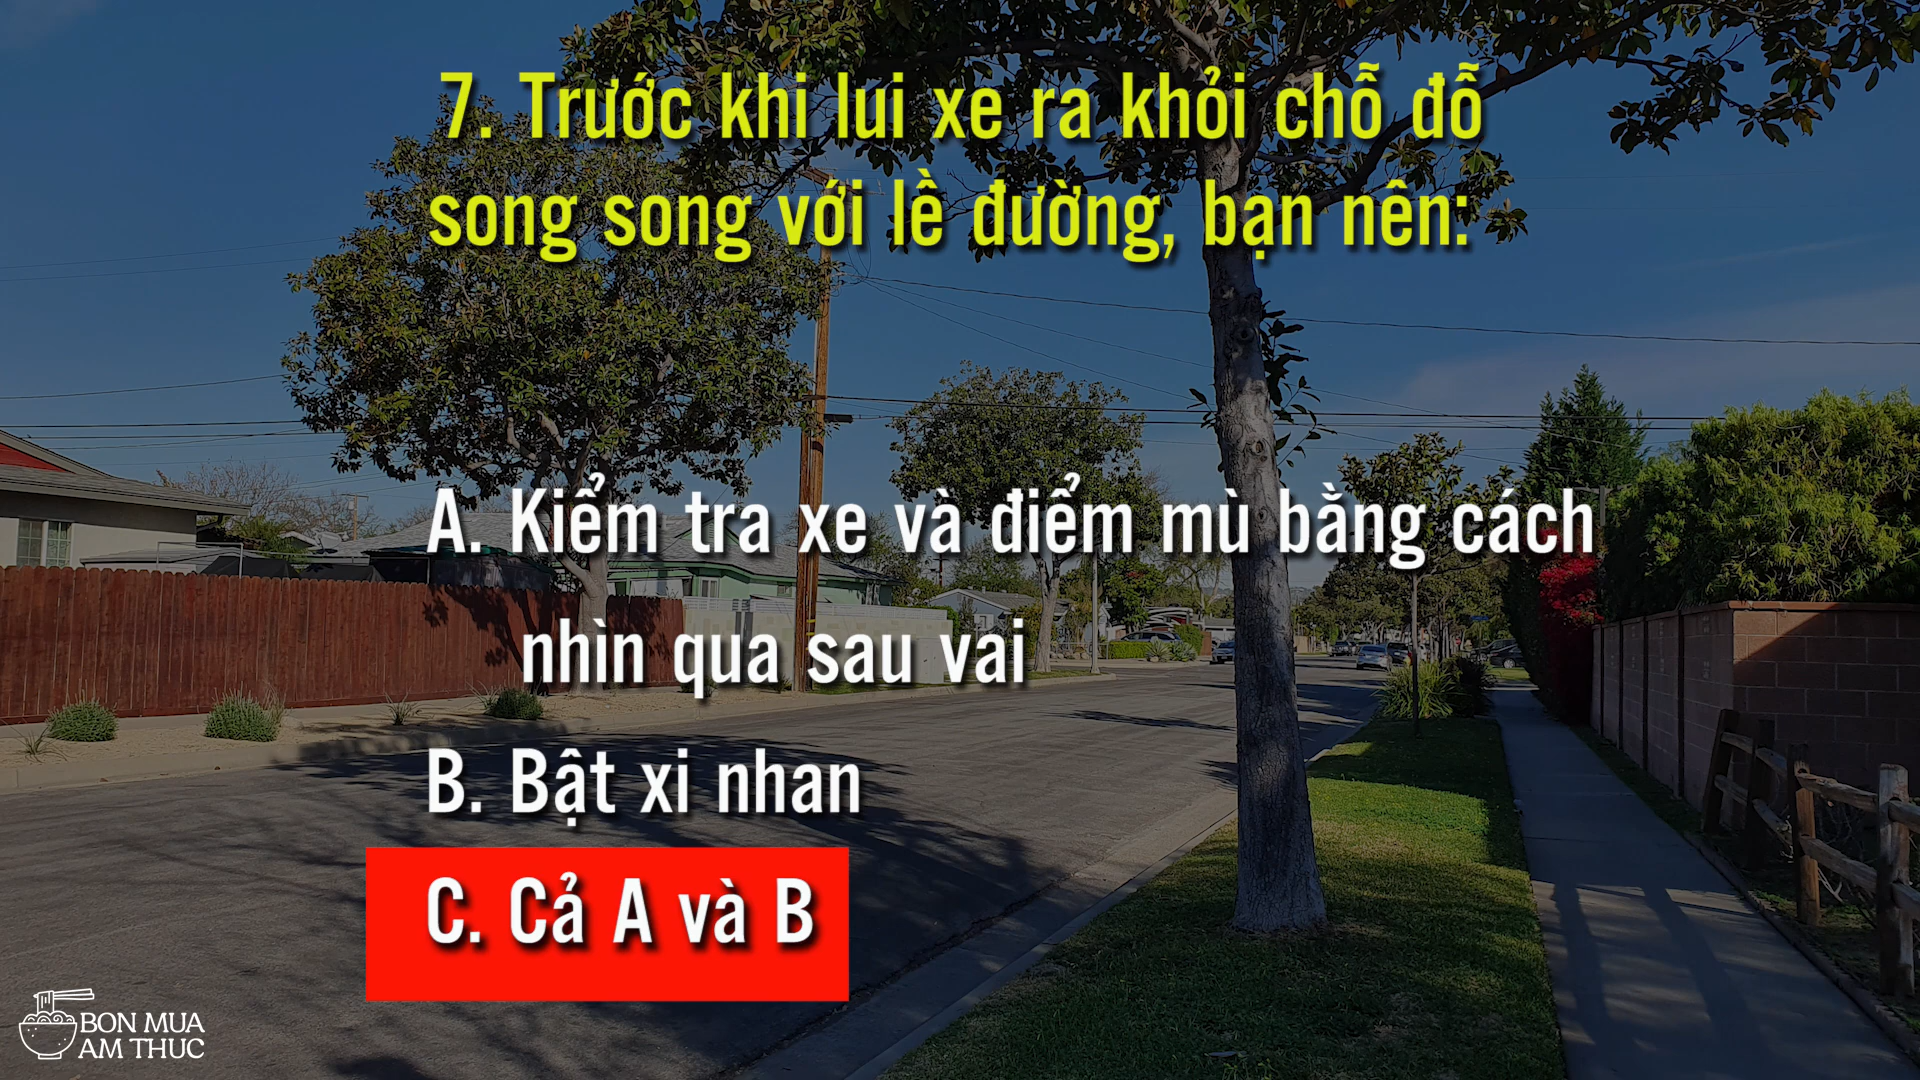 7. Trước khi lui xe ra khỏi chỗ đỗ
song song với lề đường, bạn nên:
A. Kiểm tra xe và điểm mù bằng cách
nhìn qua sau vai
B. Bật xi nhan
C. Cả A và B
BON MUA
AM THUC